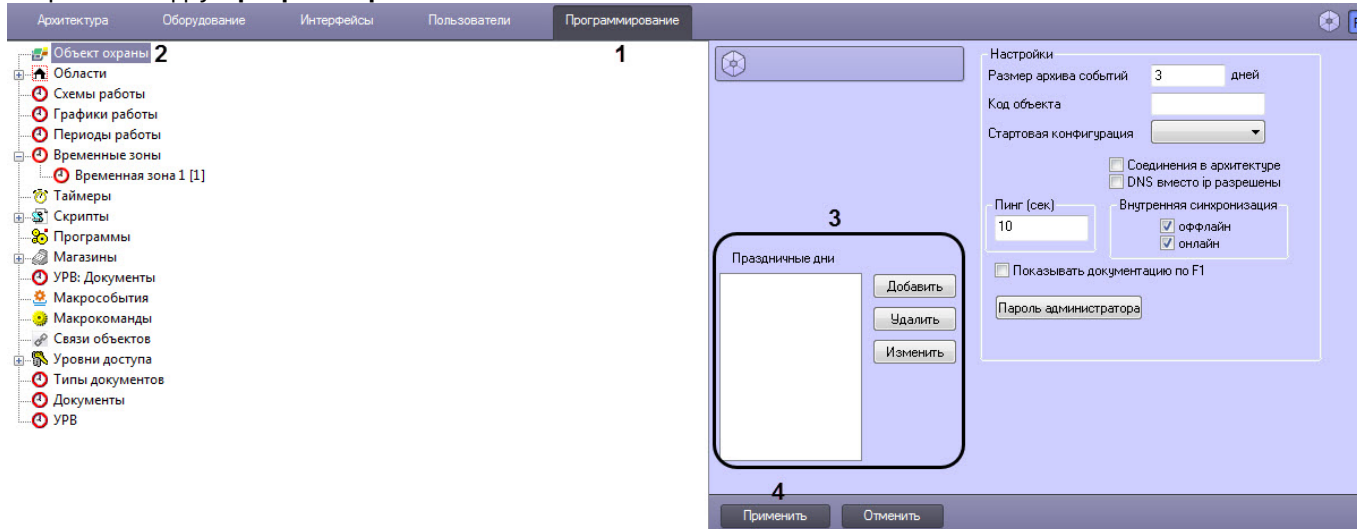 Архитектура Оборудование Интерфейсы Пользователи Программирование
1
Объект охраны 2
Области
Схемы работы
Графики работы
Периоды работы
Временные зоны
Временная зона 1 [1]
Таймеры
Скрипты
Программы
Магазины
УРВ: Документы
Макрособытия
Макрокоманды
Связи объектов
Уровни доступа
Типы документов
Документы
УРВ
Настройки
Размер архива событий 3 дней
Код объекта
Стартовая конфигурация
Соединения в архитектуре
DNS вместо ip разрешены
Пинг (сек)
10
Внутренняя синхронизация
оффлайн
онлайн
Показывать документацию по F1
Пароль администратора
3
Праздничные дни
Добавить
Удалить
Изменить
4
Применить Отменить